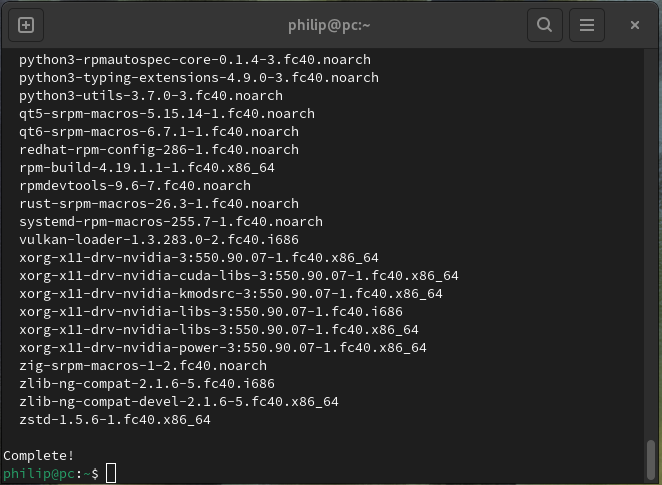 philip@pc:~
python3-rpmautospec-core-0.1.4-3.fc40.noarch
python3-typing-extensions-4.9.0-3.fc40.noarch
python3-utils-3.7.0-3.fc40.noarch
qt5-srpm-macros-5.15.14-1.fc40.noarch
qt6-srpm-macros-6.7.1-1.fc40.noarch
redhat-rpm-config-286-1.fc40.noarch
rpm-build-4.19.1.1-1.fc40.x86_64
rpmdevtools-9.6-7.fc40.noarch
rust-srpm-macros-26.3-1.fc40.noarch
systemd-rpm-macros-255.7-1.fc40.noarch
vulkan-loader-1.3.283.0-2.fc40.i686
xorg-x11-drv-nvidia-3:550.90.07-1.fc40.x86_64
xorg-x11-drv-nvidia-cuda-libs-3:550.90.07-1.fc40.x86_64
xorg-x11-drv-nvidia-kmodsrc-3:550.90.07-1.fc40.x86_64
xorg-x11-drv-nvidia-libs-3:550.90.07-1.fc40.i686
xorg-x11-drv-nvidia-libs-3:550.90.07-1.fc40.x86_64
xorg-x11-drv-nvidia-power-3:550.90.07-1.fc40.x86_64
zig-srpm-macros-1-2.fc40.noarch
zlib-ng-compat-2.1.6-5.fc40.i686
zlib-ng-compat-devel-2.1.6-5.fc40.x86_64
zstd-1.5.6-1.fc40.x86_64
Complete!
philip@pc:~$